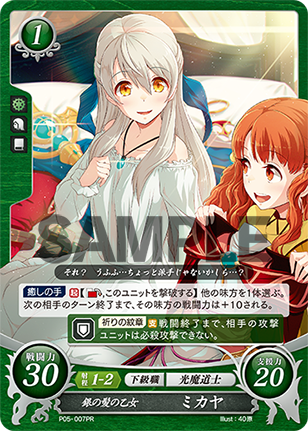 1
SAMPLE
それ? うふふ…ちょっと派手じゃないかしら…?
癒しの手 起【,このユニットを撃破する】他の味方を1体選ぶ。
次の相手のターン終了まで、その味方の戦闘力は+10される。
祈りの紋章 支 戦闘終了まで、相手の攻撃
ユニットは必殺攻撃できない。
戦闘力 30
射程 1-2
下級職
光魔道士
支援力 20
銀の髪の乙女 ミカヤ
P05-007PR
Illust:40原